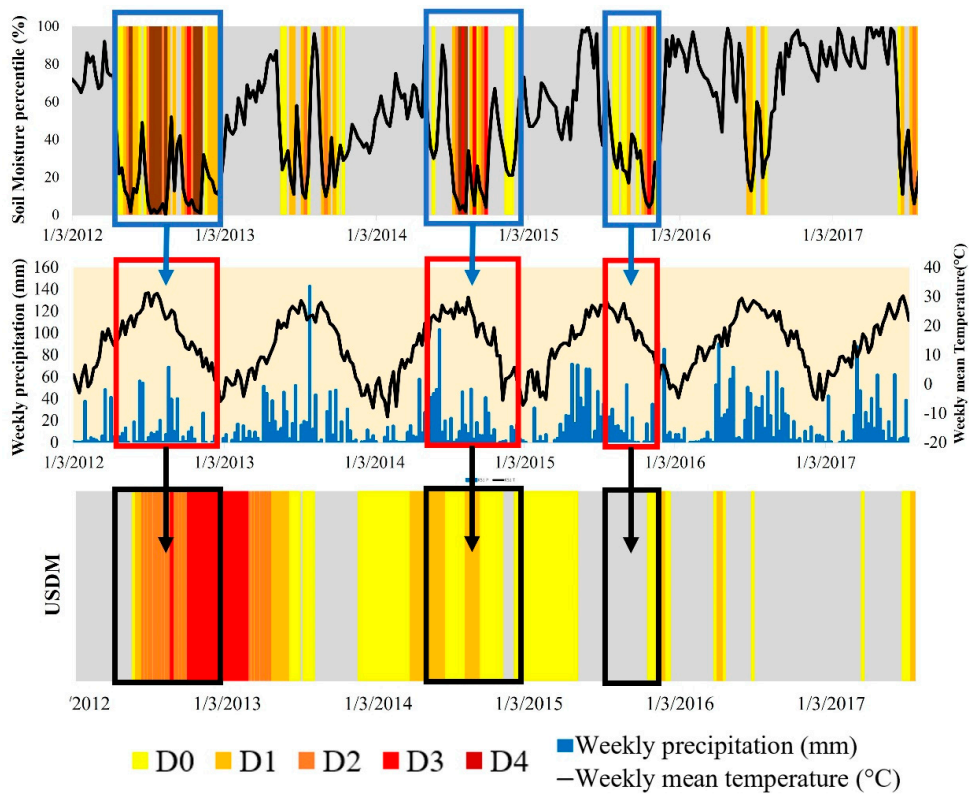 Soil Moisture percentile (%)
100
80
60
40
20
0
1/3/2012 1/3/2013 1/3/2014 1/3/2015 1/3/2016 1/3/2017
Weekly precipitation (mm)
160
140
120
100
80
60
40
20
0
40
30
20
10
0
-10
-20
Weekly mean Temperature(°C)
1/3/2012 1/3/2013 1/3/2014 1/3/2015 1/3/2016 1/3/2017
USDM
/2012 1/3/2013 1/3/2014 1/3/2015 1/3/2016 1/3/2017
D0 D1 D2 D3 D4
Weekly precipitation (mm)
Weekly mean temperature (°C)